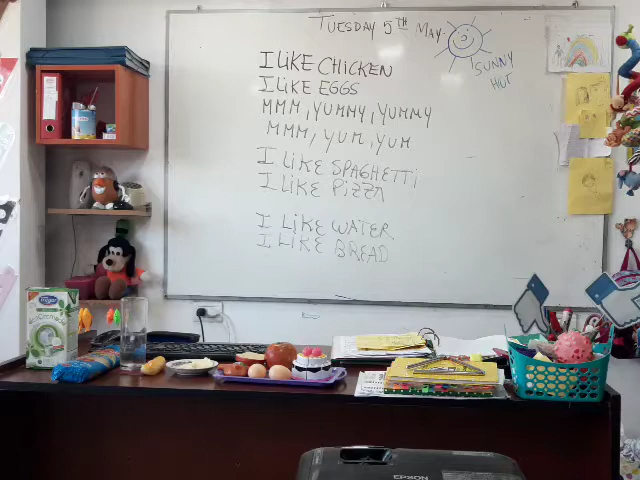 TUESDAY 5TH MAY
SUNNY
HOT
I LIKE CHICKEN
I LIKE EGGS
MMM, YUMMY, YUMMY
MMM, YUM, YUM
I LIKE SPAGHETTI
I LIKE PIZZA
I LIKE WATER
I LIKE BREAD
EPSON